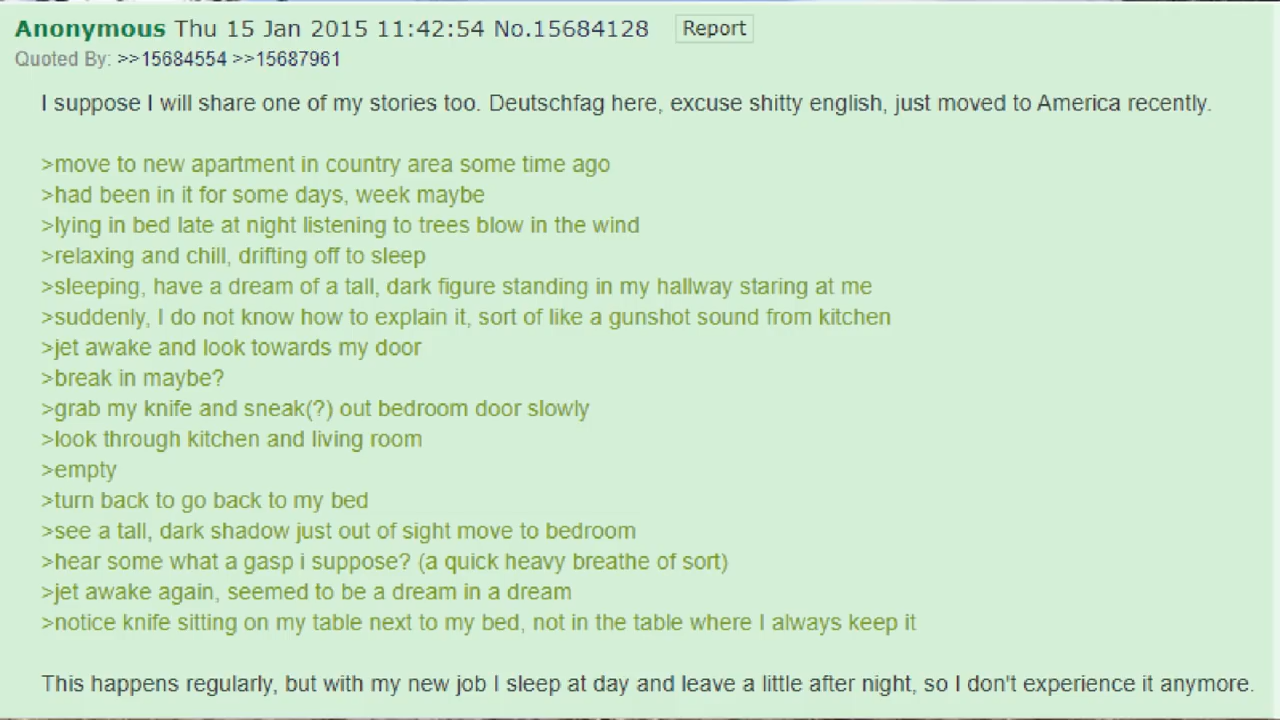 Anonymous Thu 15 Jan 2015 11:42:54 No.15684128 Report
Quoted By: >>15684554 >>15687961
I suppose I will share one of my stories too. Deutschfag here, excuse shitty english, just moved to America recently.
>move to new apartment in country area some time ago
>had been in it for some days, week maybe
>lying in bed late at night listening to trees blow in the wind
>relaxing and chill, drifting off to sleep
>sleeping, have a dream of a tall, dark figure standing in my hallway staring at me
>suddenly, I do not know how to explain it, sort of like a gunshot sound from kitchen
>jet awake and look towards my door
>break in maybe?
>grab my knife and sneak(?) out bedroom door slowly
>look through kitchen and living room
>empty
>turn back to go back to my bed
>see a tall, dark shadow just out of sight move to bedroom
>hear some what a gasp i suppose? (a quick heavy breathe of sort)
>jet awake again, seemed to be a dream in a dream
>notice knife sitting on my table next to my bed, not in the table where I always keep it
This happens regularly, but with my new job I sleep at day and leave a little after night, so I don't experience it anymore.